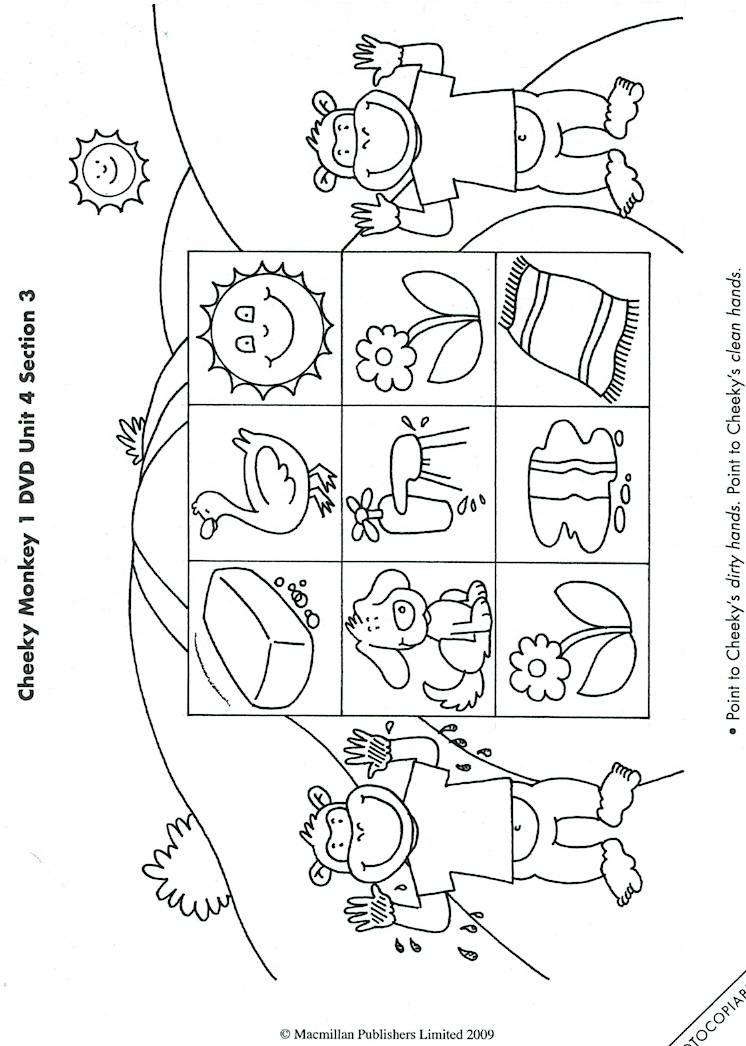 Cheeky Monkey 1 DVD Unit 4 Section 3
• Point to Cheeky's dirty hands. Point to Cheeky's clean hands.
© Macmillan Publishers Limited 2009